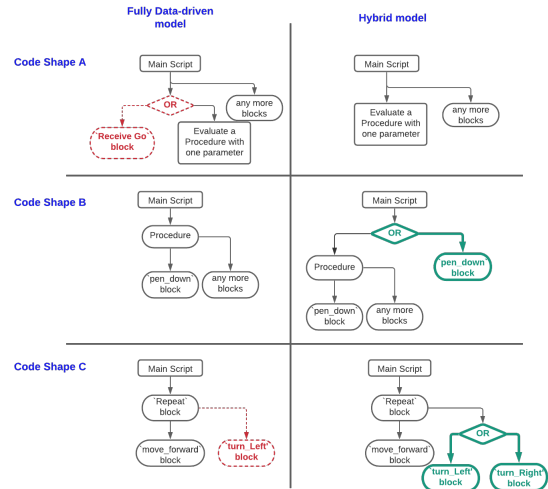 Fully Data-driven
model
Hybrid model
Code Shape A
Main Script
OR
any more
blocks
`Receive Go`
block
Evaluate a
Procedure with
one parameter
Main Script
Evaluate a
Procedure with
one parameter
any more
blocks
Code Shape B
Main Script
Procedure
`pen_down`
block
any more
blocks
Main Script
OR
`pen_down`
block
Procedure
`pen_down`
block
any more
blocks
Code Shape C
Main Script
`Repeat`
block
`move_forward`
block
`turn_Left`
block
Main Script
`Repeat`
block
OR
`move_forward`
block
`turn_Left`
block
`turn_Right`
block